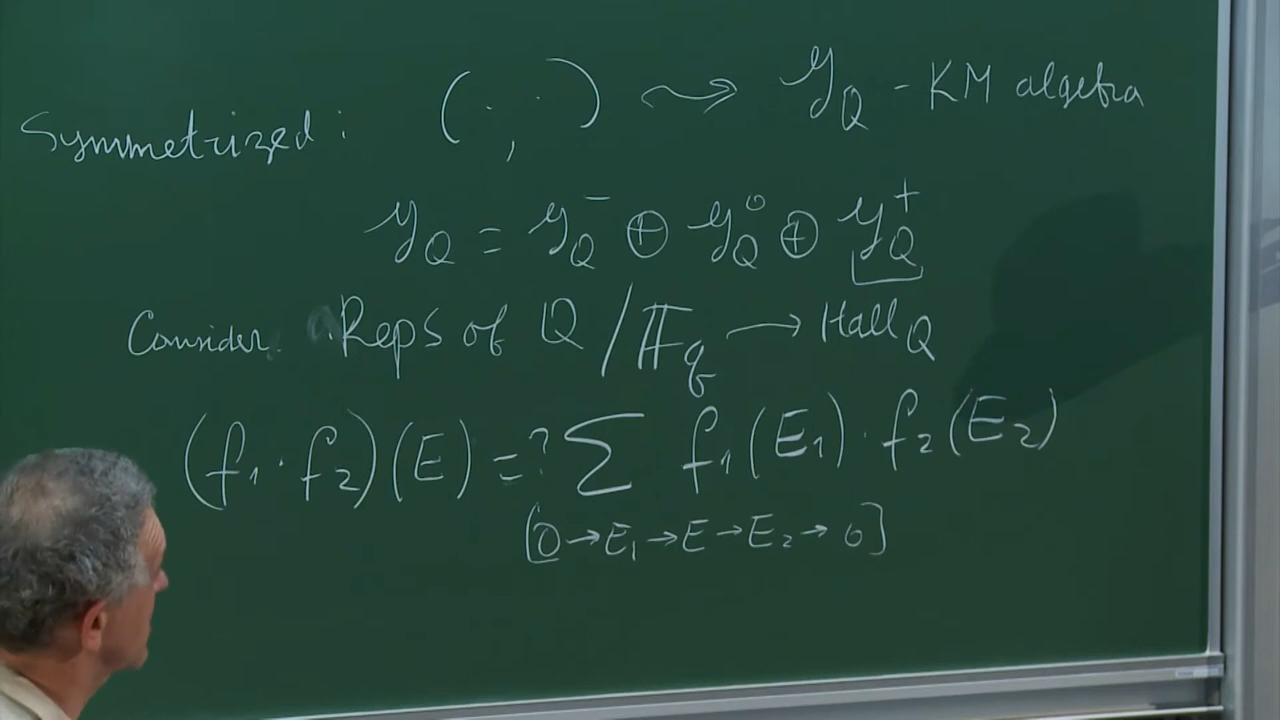 Symmetrized: ( · , · ) ⇝ 𝔤_Q - KM algebra
𝔤_Q = 𝔤_Q^- ⊕ 𝔤_Q^0 ⊕ 𝔤_Q^+
Consider Reps of Q / 𝔽_q → Hall_Q
(f_1 · f_2)(E) =? Σ f_1(E_1) · f_2(E_2)
[0 → E_1 → E → E_2 → 0]